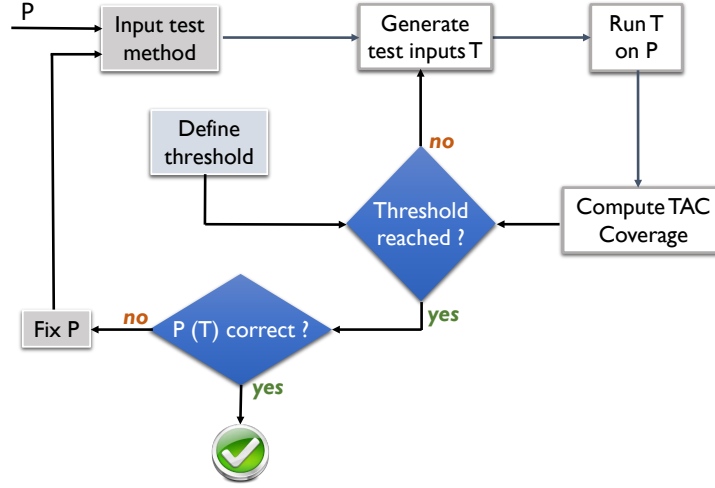 P
Input test
method
Generate
test inputs T
Run T
on P
no
Define
threshold
Threshold
reached ?
Compute TAC
Coverage
yes
Fix P
no
P (T) correct ?
yes